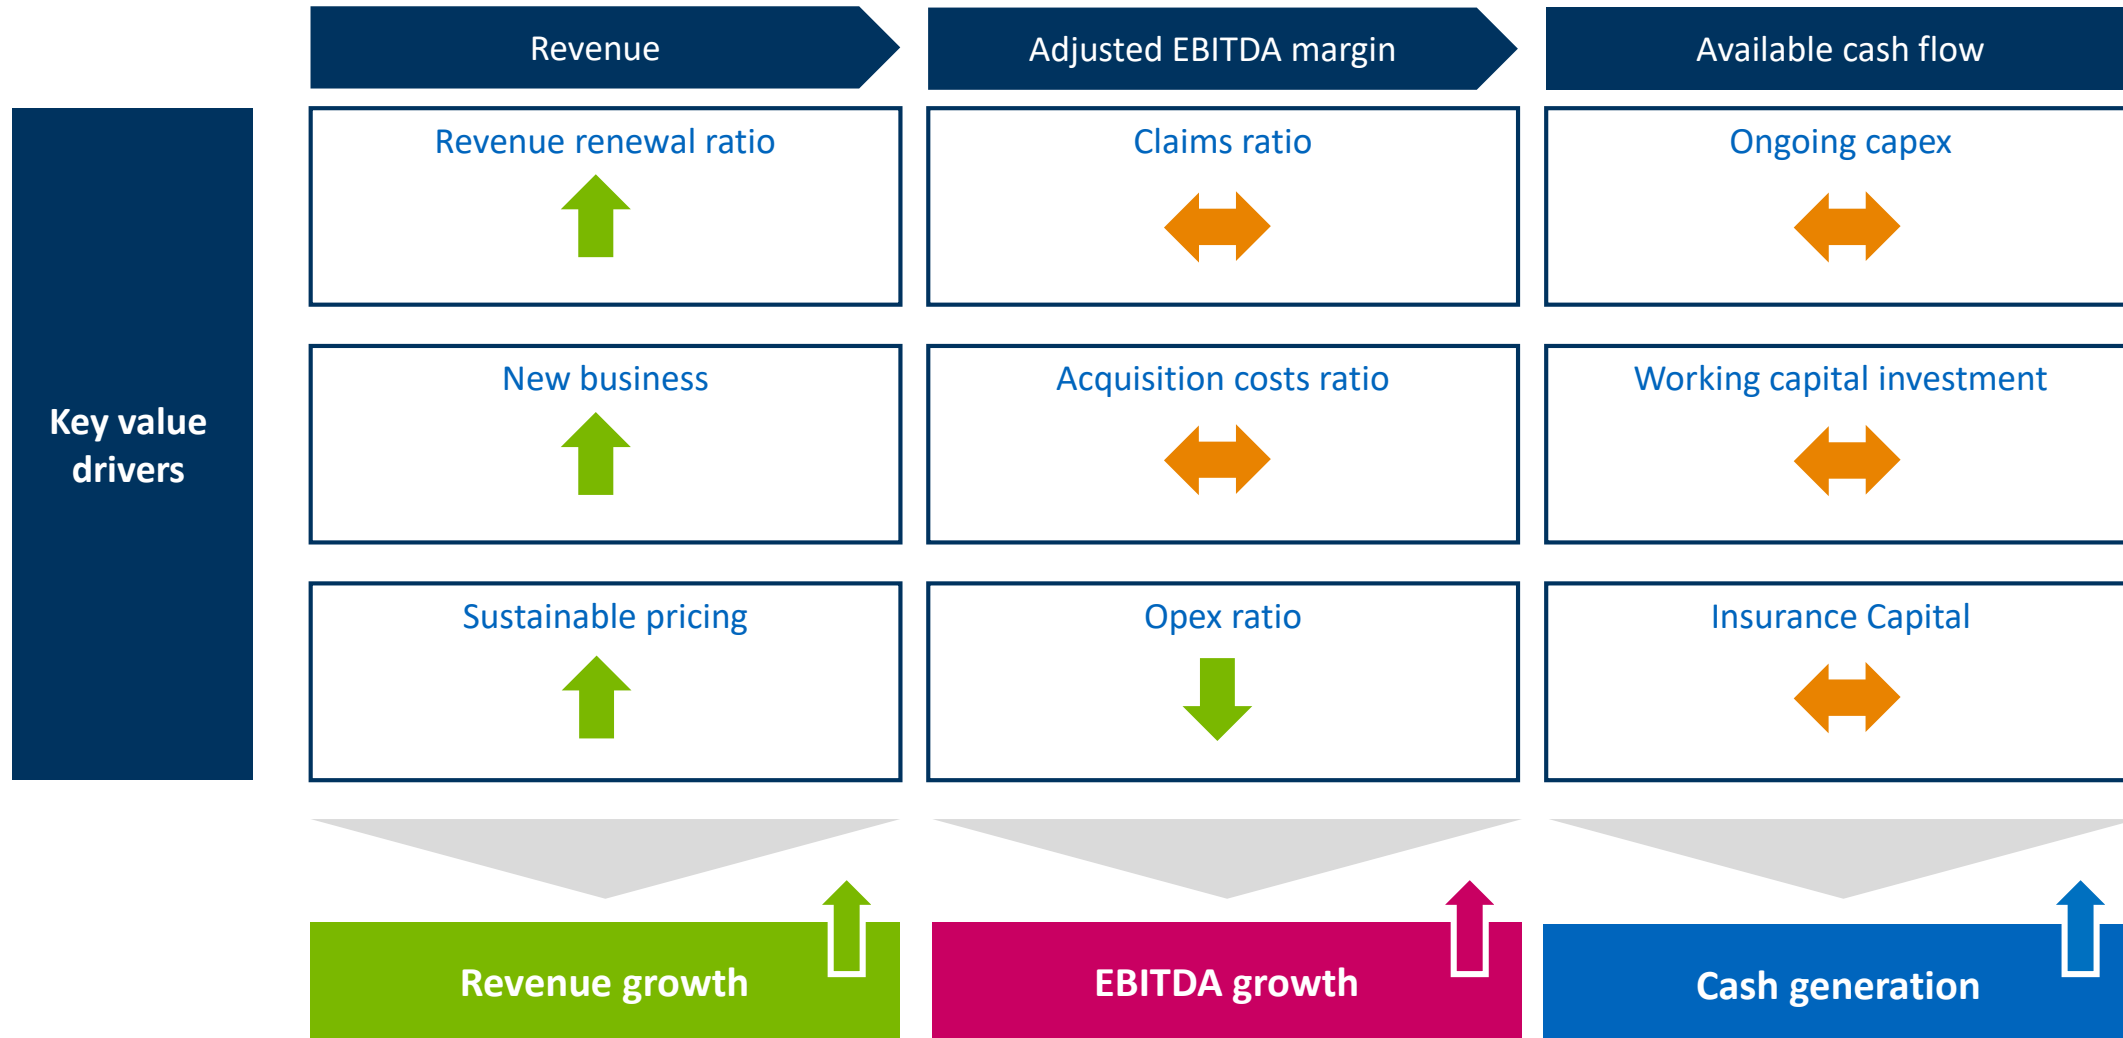 Revenue
Adjusted EBITDA margin
Available cash flow
Key value
drivers
Revenue renewal ratio
Claims ratio
Ongoing capex
New business
Acquisition costs ratio
Working capital investment
Sustainable pricing
Opex ratio
Insurance Capital
Revenue growth
EBITDA growth
Cash generation